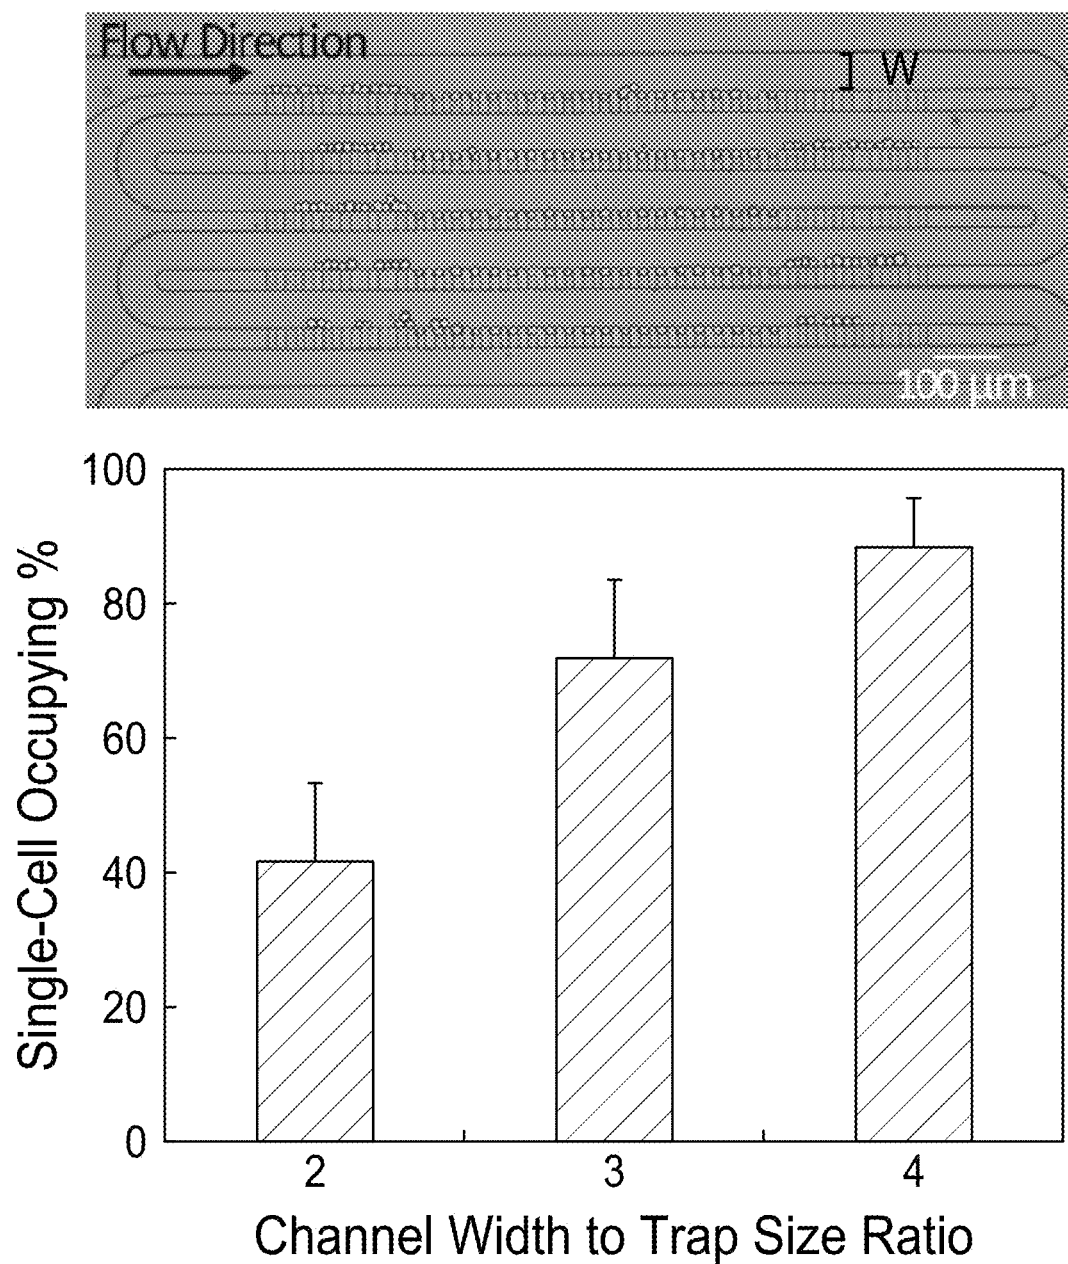 Flow Direction
W
100 µm
100
80
60
40
20
0
Single-Cell Occupying %
2
3
4
Channel Width to Trap Size Ratio